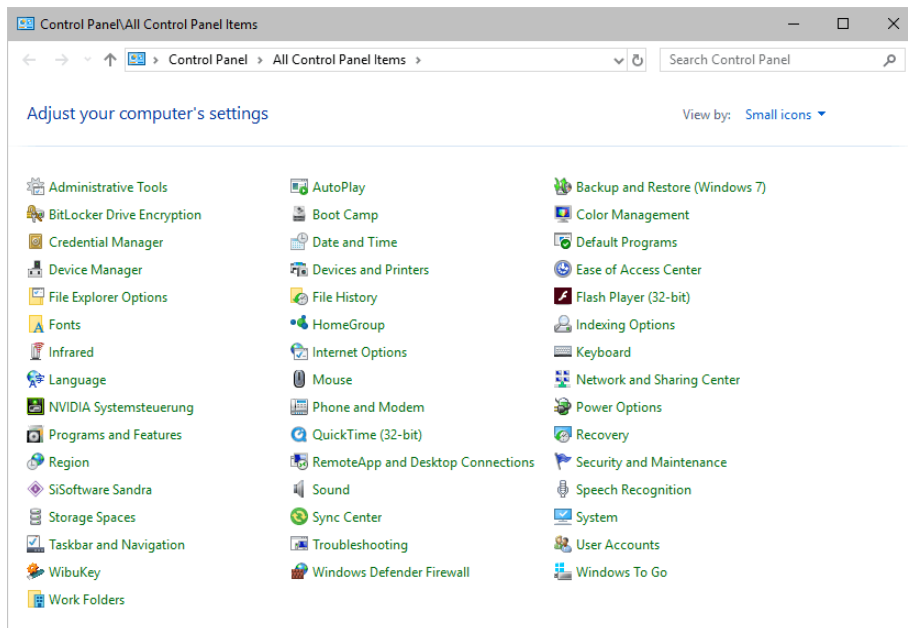 Control Panel\All Control Panel Items
Control Panel > All Control Panel Items >
Search Control Panel
Adjust your computer's settings
View by: Small icons
Administrative Tools
AutoPlay
Backup and Restore (Windows 7)
BitLocker Drive Encryption
Boot Camp
Color Management
Credential Manager
Date and Time
Default Programs
Device Manager
Devices and Printers
Ease of Access Center
File Explorer Options
File History
Flash Player (32-bit)
Fonts
HomeGroup
Indexing Options
Infrared
Internet Options
Keyboard
Language
Mouse
Network and Sharing Center
NVIDIA Systemsteuerung
Phone and Modem
Power Options
Programs and Features
QuickTime (32-bit)
Recovery
Region
RemoteApp and Desktop Connections
Security and Maintenance
SiSoftware Sandra
Sound
Speech Recognition
Storage Spaces
Sync Center
System
Taskbar and Navigation
Troubleshooting
User Accounts
WibuKey
Windows Defender Firewall
Windows To Go
Work Folders